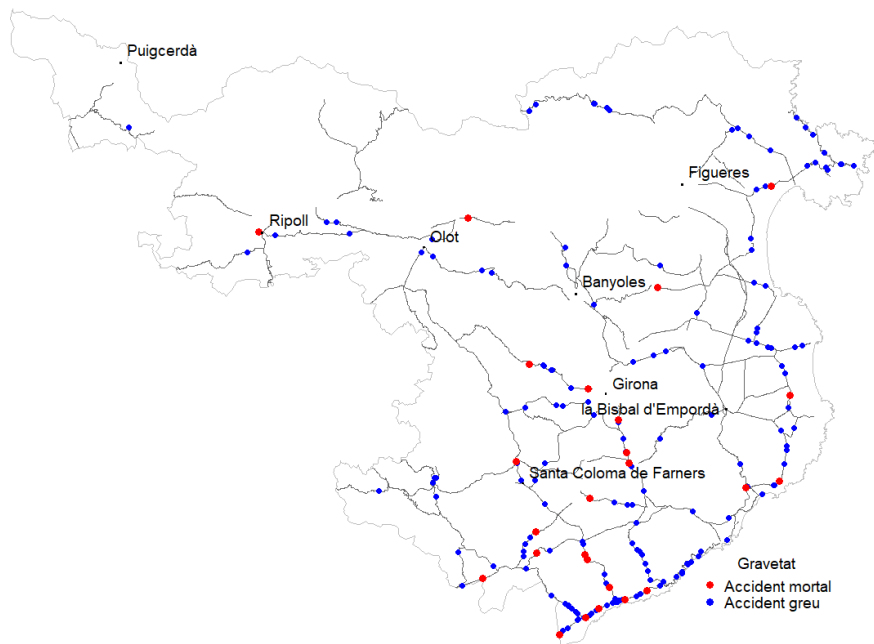 Puigcerdà
Figueres
Ripoll
Olot
Banyoles
Girona
la Bisbal d'Empordà
Santa Coloma de Farners
Gravetat
Accident mortal
Accident greu